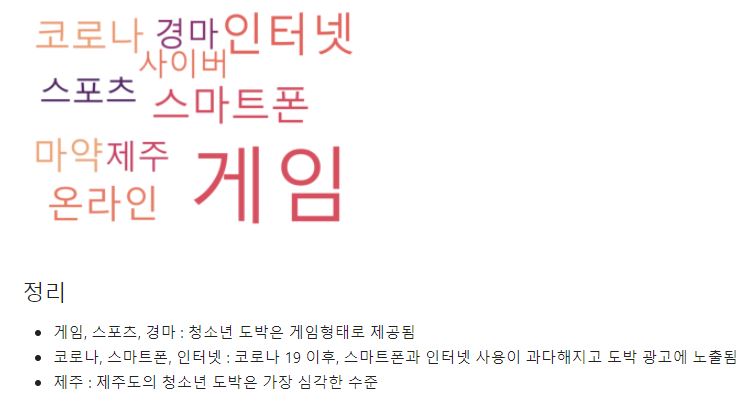 코로나 경마 인터넷
사이버
스포츠 스마트폰
마약 제주 게임
온라인
정리
게임, 스포츠, 경마 : 청소년 도박은 게임형태로 제공됨
코로나, 스마트폰, 인터넷 : 코로나 19 이후, 스마트폰과 인터넷 사용이 과다해지고 도박 광고에 노출됨
제주 : 제주도의 청소년 도박은 가장 심각한 수준